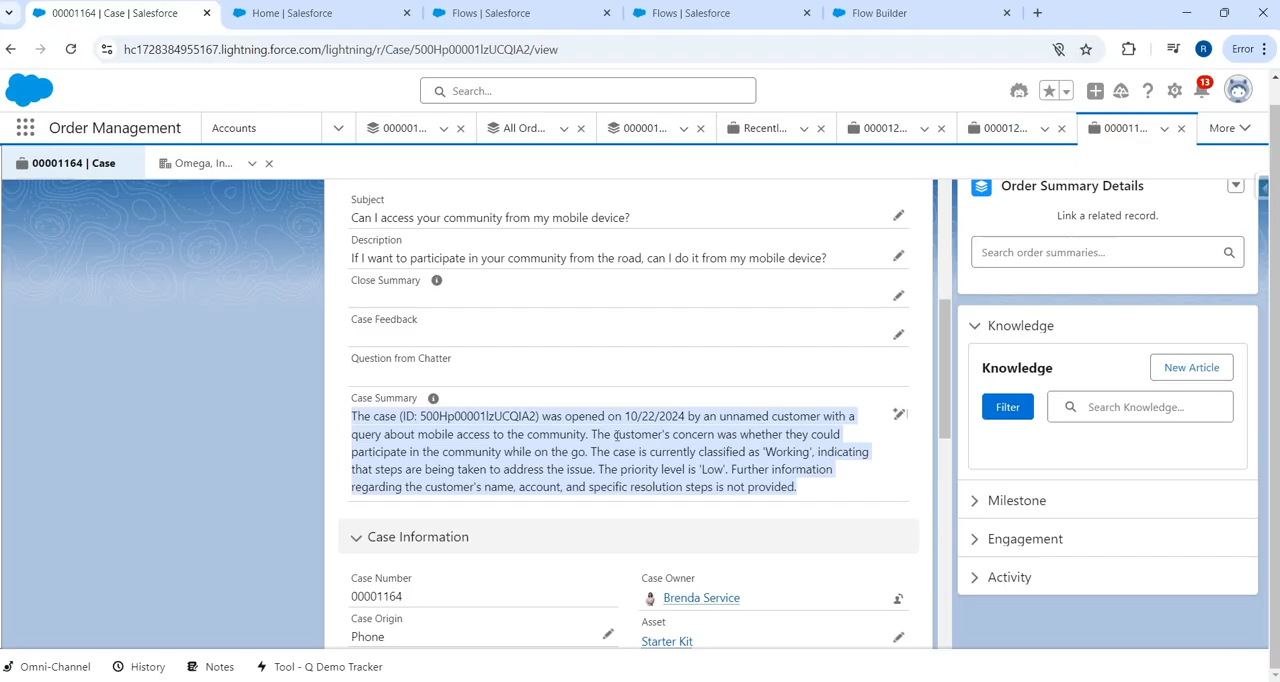 00001164 | Case | Salesforce
Home | Salesforce
Flows | Salesforce
Flows | Salesforce
Flow Builder
hc1728384955167.lightning.force.com/lightning/r/Case/500Hp00001lzUCQIA2/view
R
Error
Search...
13
Order Management
Accounts
000001...
All Ord...
000001...
Recentl...
000012...
000012...
000011...
More
00001164 | Case
Omega, In...
Subject
Can I access your community from my mobile device?
Description
I want to participate in your community from the road, can I do it from my mobile device?
Close Summary
Case Feedback
Question from Chatter
Case Summary
The case (ID: 500Hp00001lzUCQIA2) was opened on 10/22/2024 by an unnamed customer with a
query about mobile access to the community. The customer's concern was whether they could
participate in the community while on the go. The case is currently classified as 'Working', indicating
that steps are being taken to address the issue. The priority level is 'Low'. Further information
regarding the customer's name, account, and specific resolution steps is not provided.
Case Information
Case Number
00001164
Case Owner
Brenda Service
Case Origin
Phone
Asset
Starter Kit
Order Summary Details
Link a related record.
Search order summaries...
Knowledge
Knowledge
New Article
Filter
Search Knowledge...
Milestone
Engagement
Activity
Omni-Channel
History
Notes
Tool - Q Demo Tracker